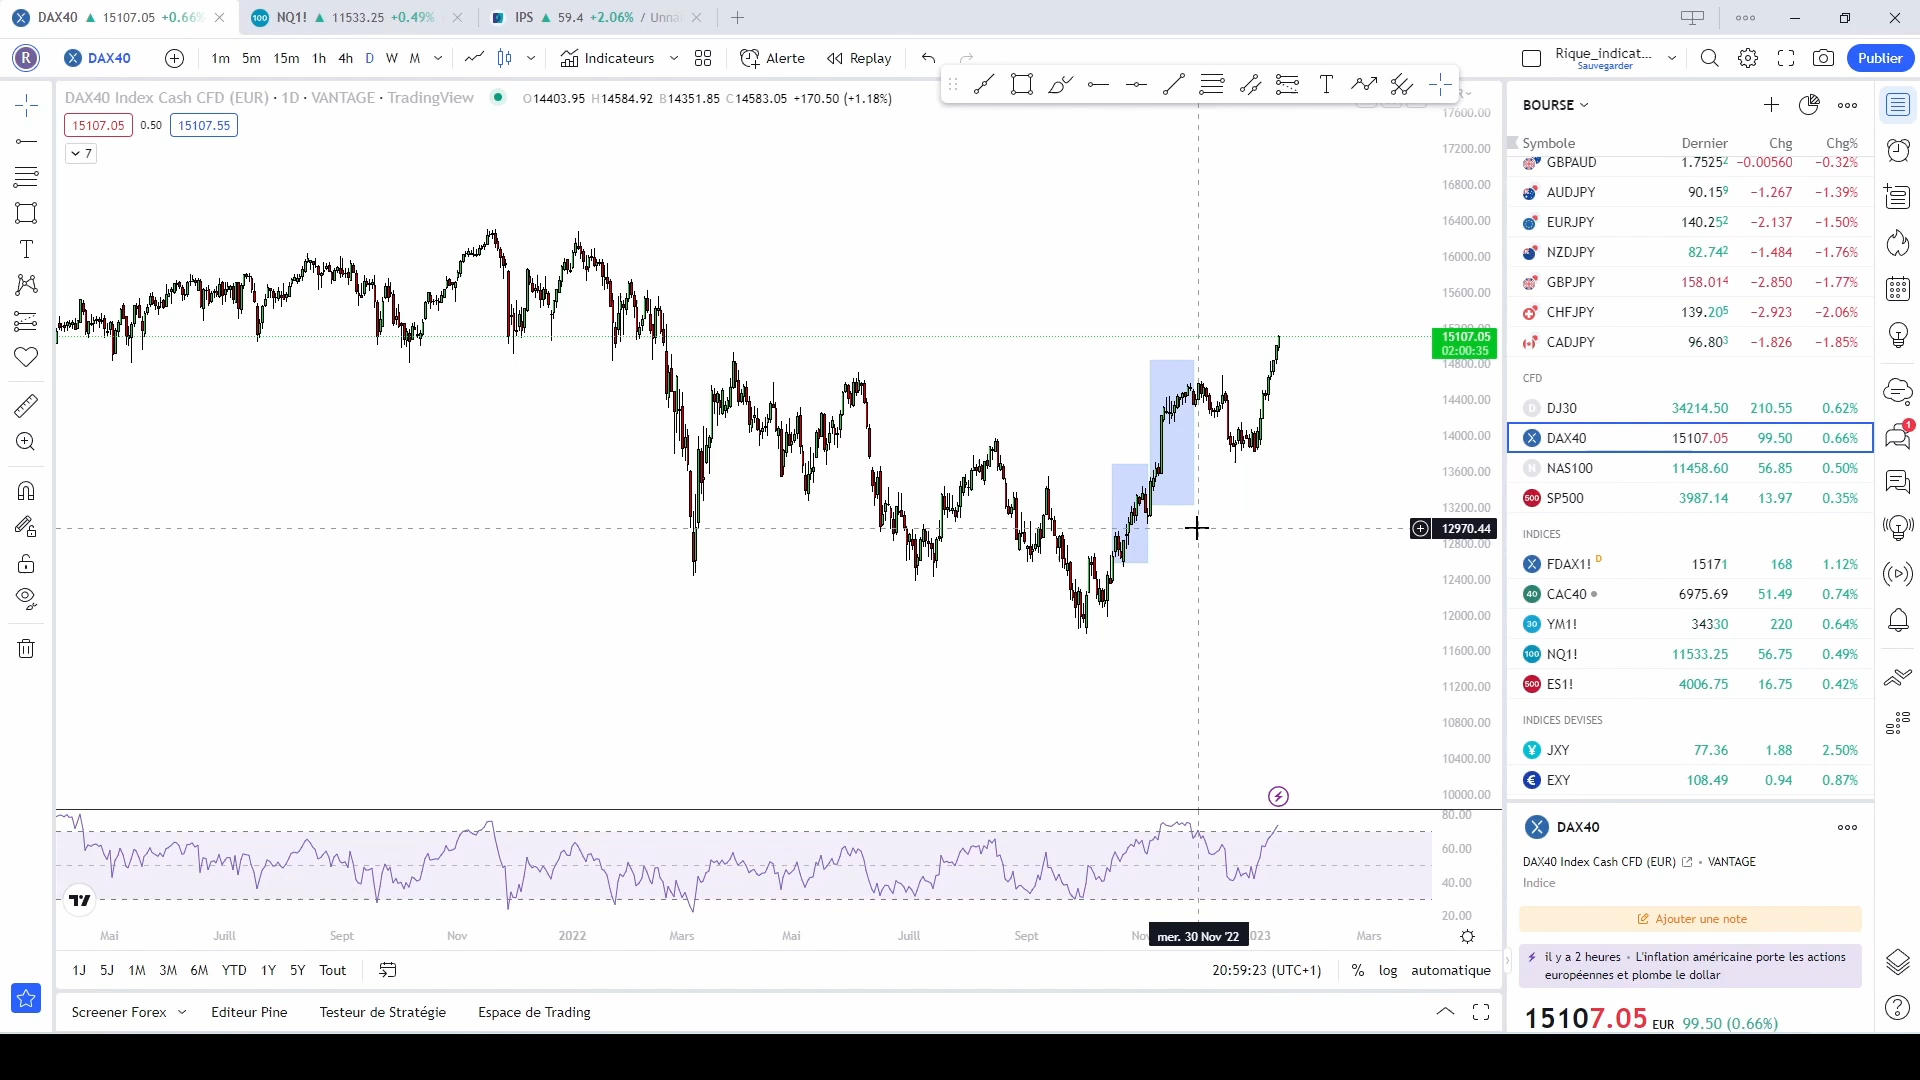 DAX40 ▲ 15107.05 +0.66%
NQ1! ▲ 11533.25 +0.49%
IPS ▲ 59.4 +2.06% / Unna
R
DAX40
1m 5m 15m 1h 4h D W M
Indicateurs
Alerte
Replay
Rique_indicat...
Sauvegarder
Publier
DAX40 Index Cash CFD (EUR) · 1D · VANTAGE · TradingView
O14403.95 H14584.92 B14351.85 C14583.05 +170.50 (+1.18%)
15107.05 0.50 15107.55
7
17600.00
17200.00
16800.00
16400.00
16000.00
15600.00
15107.05
02:00:35
14800.00
14400.00
14000.00
13600.00
13200.00
12970.44
12800.00
12400.00
12000.00
11600.00
11200.00
10800.00
10400.00
10000.00
80.00
60.00
40.00
20.00
Mai Juill Sept Nov 2022 Mars Mai Juill Sept mer. 30 Nov '22 Mars
1J 5J 1M 3M 6M YTD 1Y 5Y Tout
20:59:23 (UTC+1) % log automatique
Screener Forex Editeur Pine Testeur de Stratégie Espace de Trading
BOURSE
Symbole Dernier Chg Chg%
GBPAUD 1.7525² −0.00560 −0.32%
AUDJPY 90.15⁹ −1.267 −1.39%
EURJPY 140.25² −2.137 −1.50%
NZDJPY 82.74² −1.484 −1.76%
GBPJPY 158.01⁴ −2.850 −1.77%
CHFJPY 139.20⁵ −2.923 −2.06%
CADJPY 96.80³ −1.826 −1.85%
CFD
DJ30 34214.50 210.55 0.62%
DAX40 15107.05 99.50 0.66%
NAS100 11458.60 56.85 0.50%
500 SP500 3987.14 13.97 0.35%
INDICES
FDAX1! D 15171 168 1.12%
40 CAC40 6975.69 51.49 0.74%
30 YM1! 34330 220 0.64%
100 NQ1! 11533.25 56.75 0.49%
500 ES1! 4006.75 16.75 0.42%
INDICES DEVISES
JXY 77.36 1.88 2.50%
EXY 108.49 0.94 0.87%
DAX40
DAX40 Index Cash CFD (EUR) • VANTAGE
Indice
Ajouter une note
il y a 2 heures • L'inflation américaine porte les actions
européennes et plombe le dollar
15107.05 EUR 99.50 (0.66%)
1